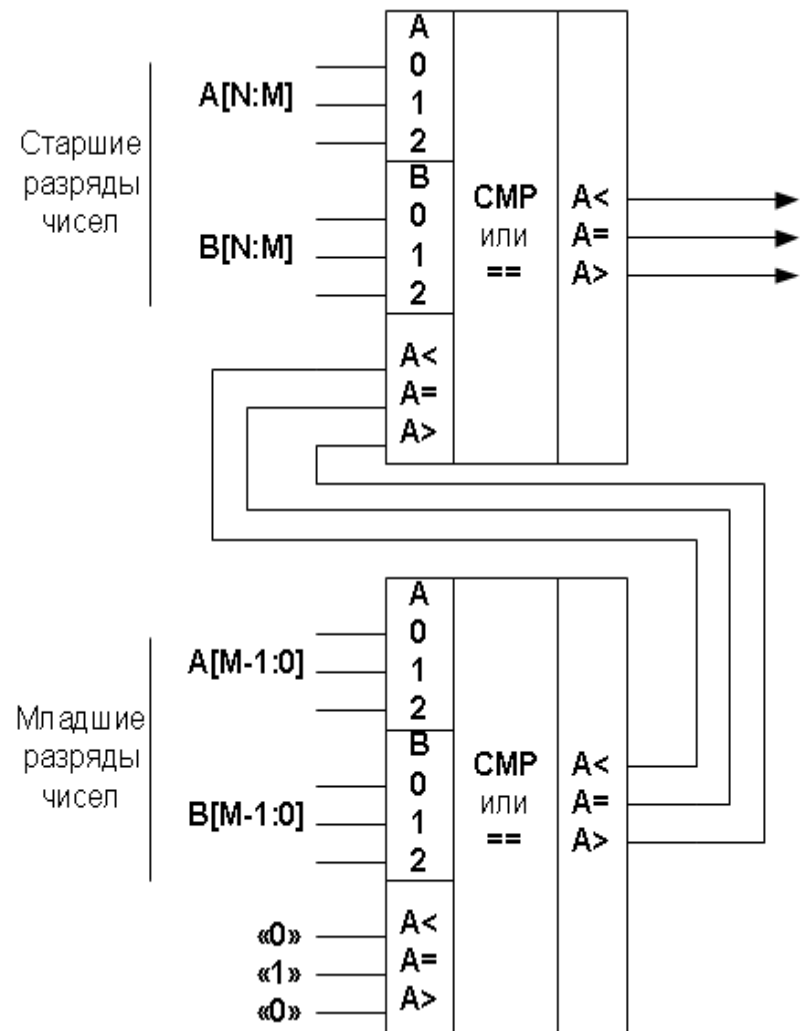 A
0
A[N:M]
1
2
Старшие
разряды
чисел
B
0
B[N:M]
1
2
CMP
или
==
A<
A=
A>
A<
A=
A>
A
0
A[M-1:0]
1
2
Младшие
разряды
чисел
B
0
B[M-1:0]
1
2
CMP
или
==
A<
A=
A>
«0»
«1»
«0»
A<
A=
A>